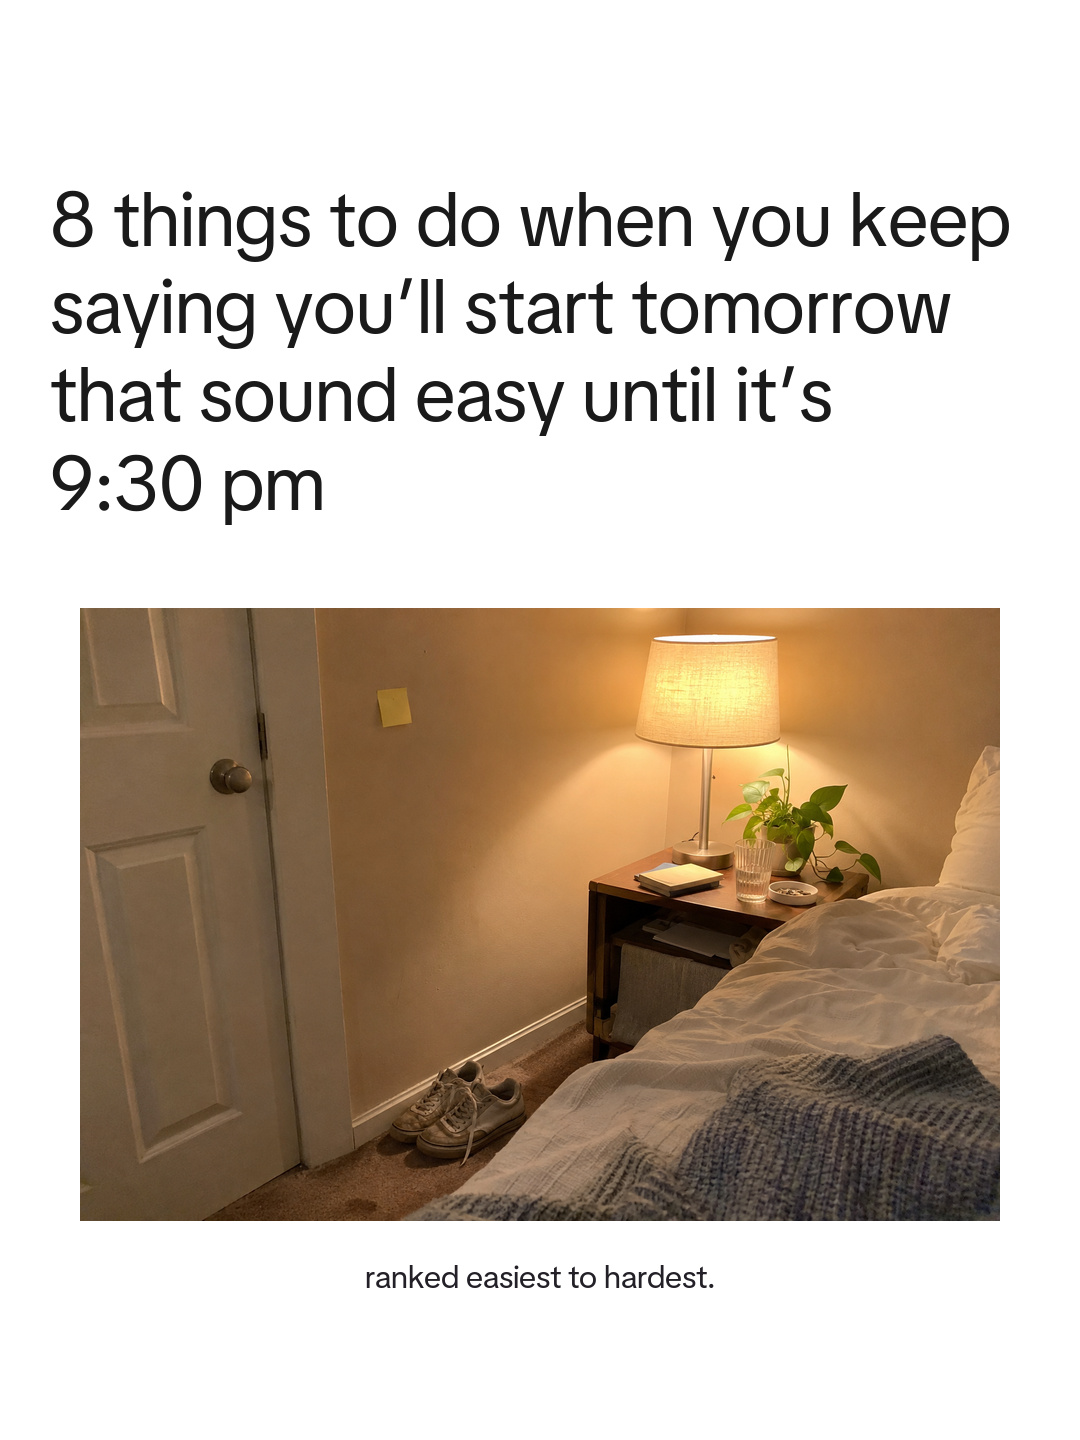 8 things to do when you keep
saying you’ll start tomorrow
that sound easy until it’s
9:30 pm
ranked easiest to hardest.